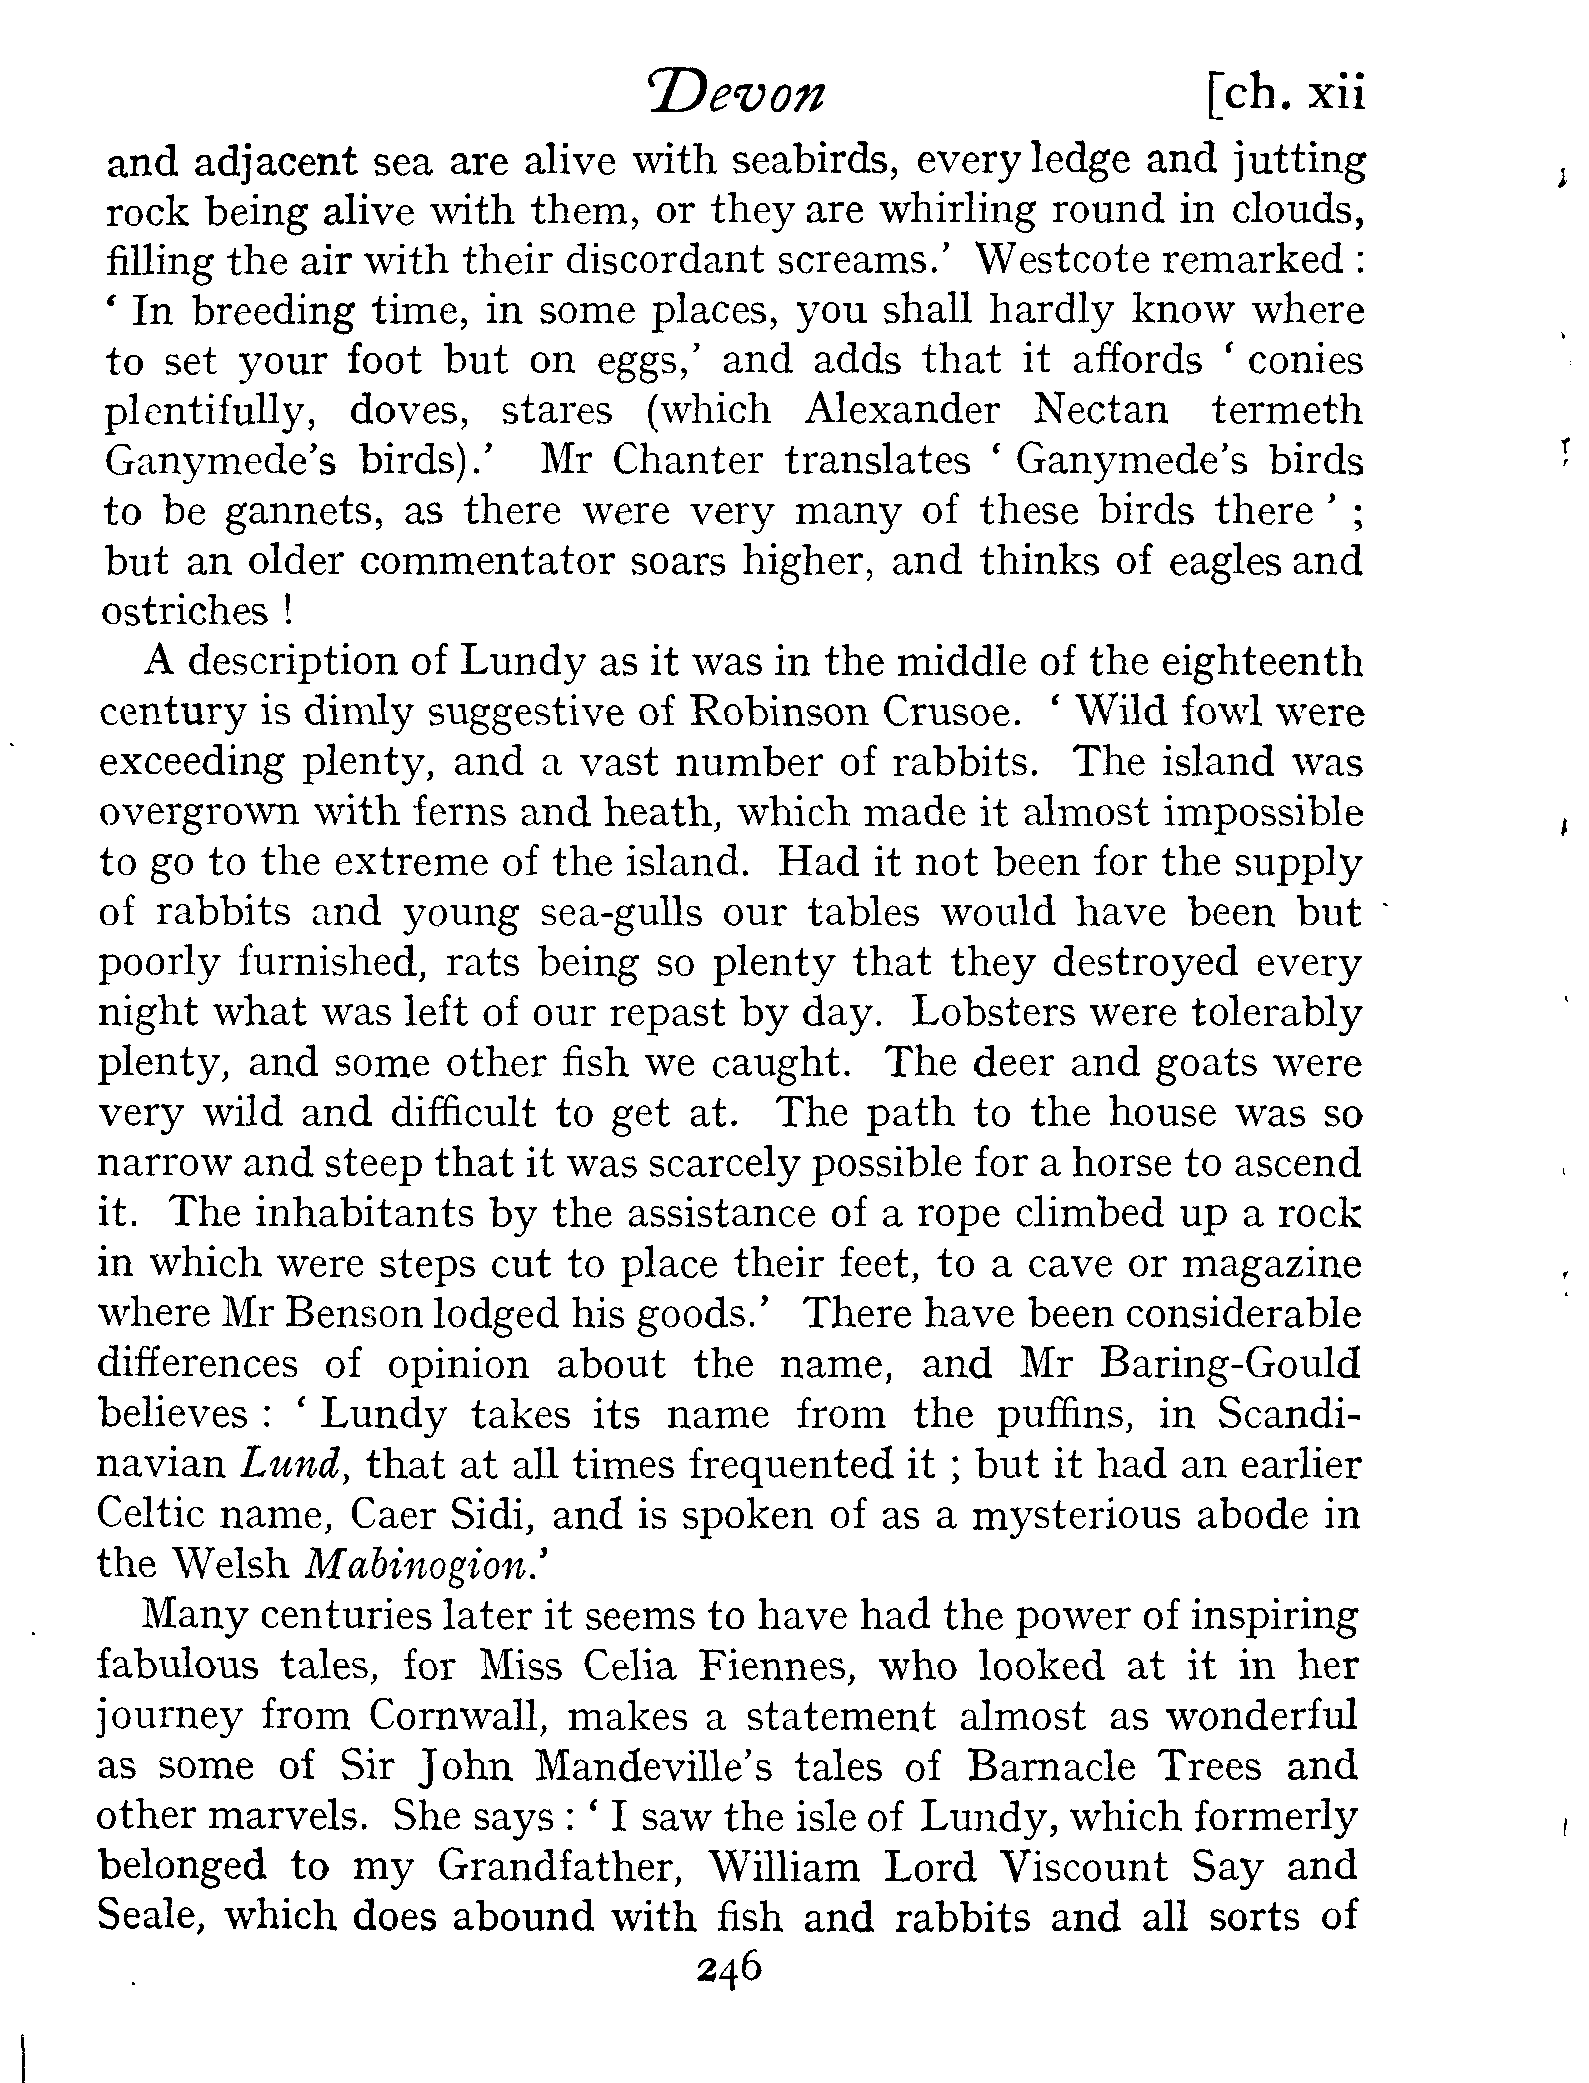 Devon [ch. xii
and adjacent sea are alive with seabirds, every ledge and jutting
rock being alive with them, or they are whirling round in clouds,
filling the air with their discordant screams.' Westcote remarked :
' In breeding time, in some places, you shall hardly know where
to set your foot but on eggs,' and adds that it affords ' conies
plentifully, doves, stares (which Alexander Nectan termeth
Ganymede's birds).' Mr Chanter translates ' Ganymede's birds
to be gannets, as there were very many of these birds there ' ;
but an older commentator soars higher, and thinks of eagles and
ostriches !
A description of Lundy as it was in the middle of the eighteenth
century is dimly suggestive of Robinson Crusoe. ' Wild fowl were
exceeding plenty, and a vast number of rabbits. The island was
overgrown with ferns and heath, which made it almost impossible
to go to the extreme of the island. Had it not been for the supply
of rabbits and young sea-gulls our tables would have been but
poorly furnished, rats being so plenty that they destroyed every
night what was left of our repast by day. Lobsters were tolerably
plenty, and some other fish we caught. The deer and goats were
very wild and difficult to get at. The path to the house was so
narrow and steep that it was scarcely possible for a horse to ascend
it. The inhabitants by the assistance of a rope climbed up a rock
in which were steps cut to place their feet, to a cave or magazine
where Mr Benson lodged his goods.' There have been considerable
differences of opinion about the name, and Mr Baring-Gould
believes : ' Lundy takes its name from the puffins, in Scandi-
navian Lund, that at all times frequented it ; but it had an earlier
Celtic name, Caer Sidi, and is spoken of as a mysterious abode in
the Welsh Mabinogion.'
Many centuries later it seems to have had the power of inspiring
fabulous tales, for Miss Celia Fiennes, who looked at it in her
journey from Cornwall, makes a statement almost as wonderful
as some of Sir John Mandeville's tales of Barnacle Trees and
other marvels. She says : ' I saw the isle of Lundy, which formerly
belonged to my Grandfather, William Lord Viscount Say and
Seale, which does abound with fish and rabbits and all sorts of
246